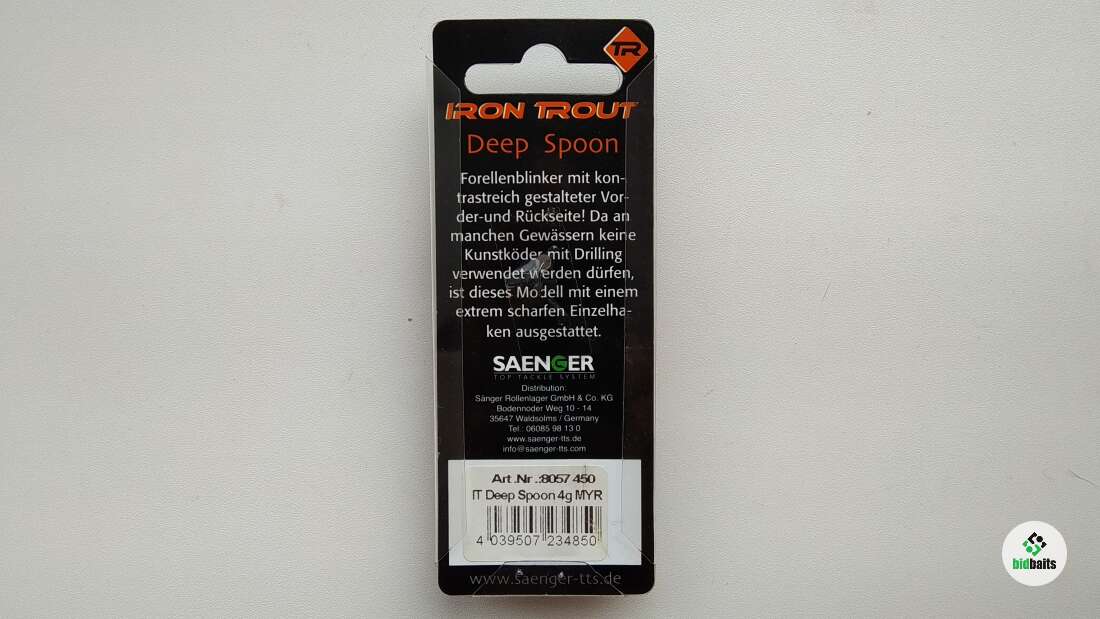 TR
IRON TROUT
Deep Spoon
Forellenblinker mit kon-
trastreich gestalteter Vor-
der-und Rückseite! Da an
manchen Gewässern keine
Kunstköder mit Drilling
verwendet werden dürfen,
ist dieses Modell mit einem
extrem scharfen Einzelha-
ken ausgestattet.
SAENGER
TOP TACKLE SYSTEM
Distribution:
Sänger Rollenlager GmbH & Co. KG
Bodennoder Weg 10 - 14
35647 Waldsolms / Germany
Tel.: 06085 98 13 0
www.saenger-tts.de
info@saenger-tts.com
Art.Nr.:8057 450
IT Deep Spoon 4g MYR
4 039507 234850
www.saenger-tts.de
bidbaits